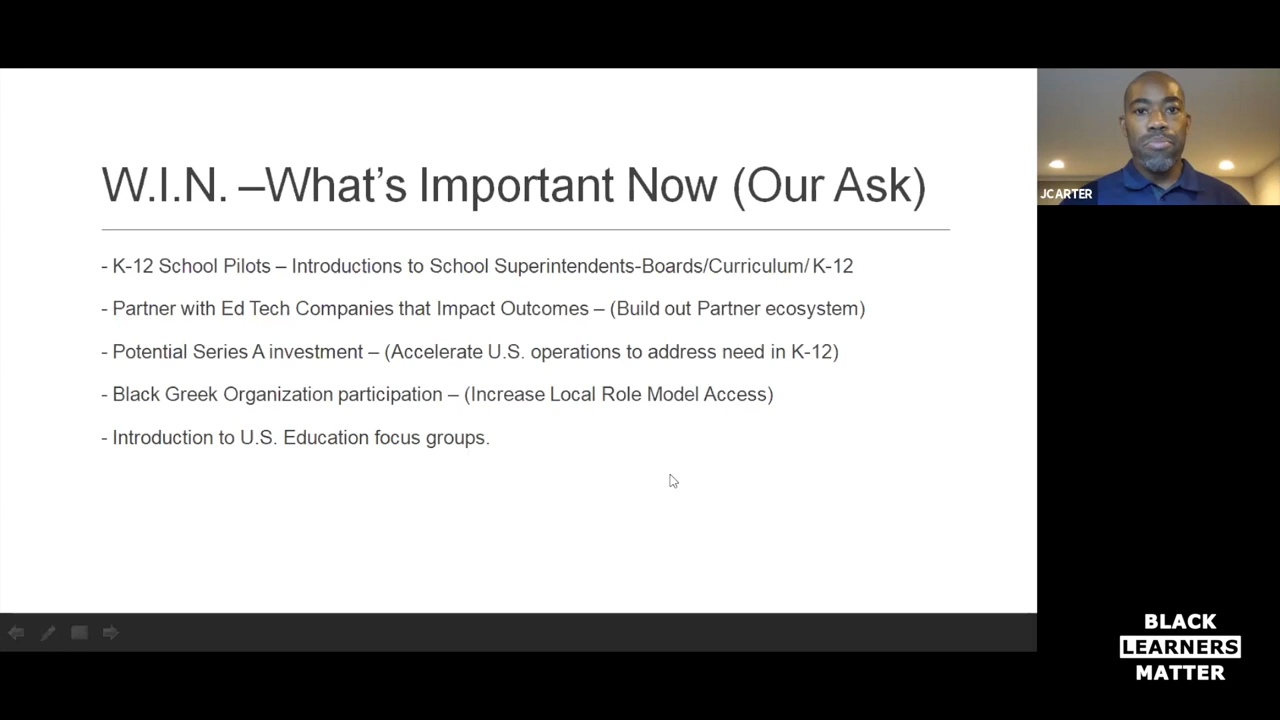 W.I.N. –What's Important Now (Our Ask)
- K-12 School Pilots – Introductions to School Superintendents-Boards/Curriculum/ K-12
- Partner with Ed Tech Companies that Impact Outcomes – (Build out Partner ecosystem)
- Potential Series A investment – (Accelerate U.S. operations to address need in K-12)
- Black Greek Organization participation – (Increase Local Role Model Access)
- Introduction to U.S. Education focus groups.
JCARTER
BLACK
LEARNERS
MATTER